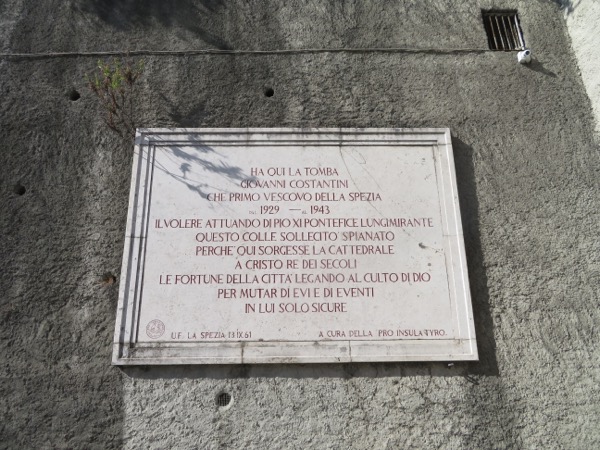 HA QUI LA TOMBA
GIOVANNI COSTANTINI
CHE PRIMO VESCOVO DELLA SPEZIA
1929 — 1943
IL VOLERE ATTUANDO DI PIO XI PONTEFICE LUNGIMIRANTE
QUESTO COLLE SOLLECITO' SPIANATO
PERCHE' QUI SORGESSE LA CATTEDRALE
A CRISTO RE DEI SECOLI
LE FORTUNE DELLA CITTA' LEGANDO AL CULTO DI DIO
PER MUTAR DI EVI E DI EVENTI
IN LUI SOLO SICURE
U.F. LA SPEZIA 13 IX 61 A CURA DELLA PRO INSULA TYRO.